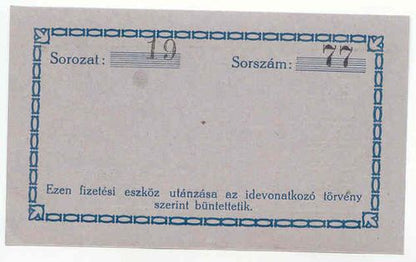 Sorozat: 19 Sorszám: 77
Ezen fizetési eszköz utánzása az idevonatkozó törvény
szerint büntettetik.